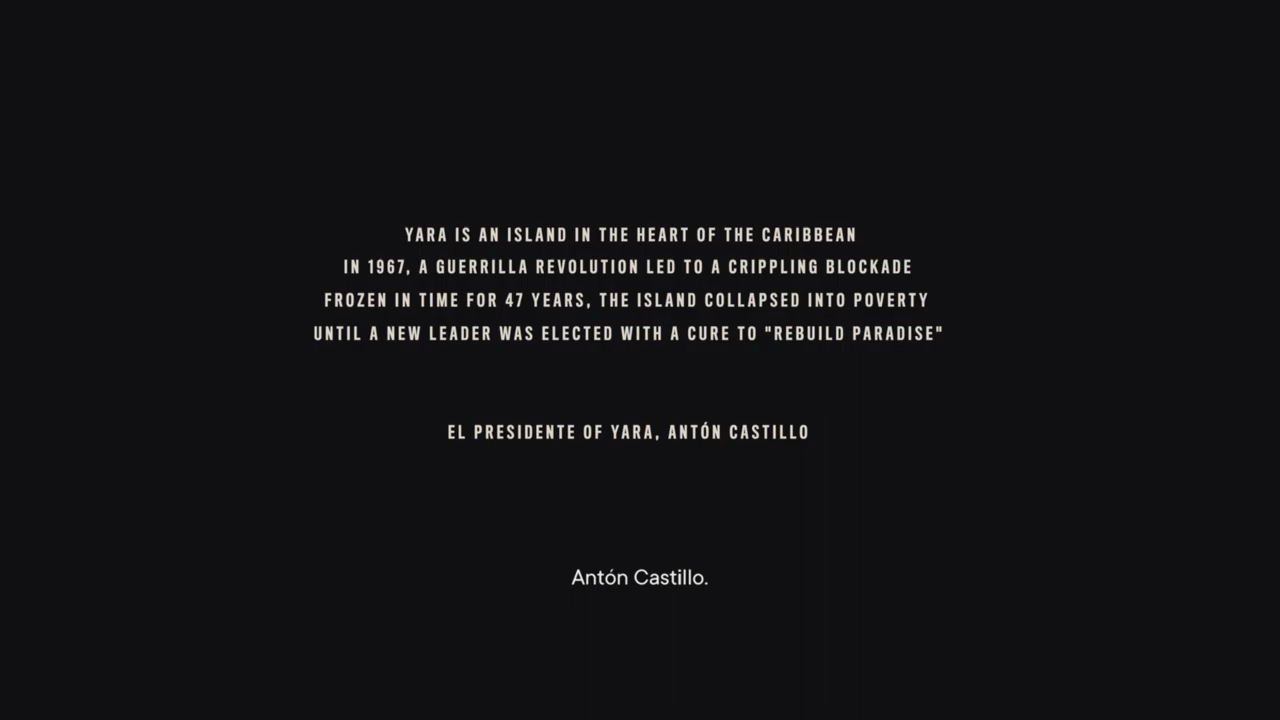 YARA IS AN ISLAND IN THE HEART OF THE CARIBBEAN
IN 1967, A GUERRILLA REVOLUTION LED TO A CRIPPLING BLOCKADE
FROZEN IN TIME FOR 47 YEARS, THE ISLAND COLLAPSED INTO POVERTY
UNTIL A NEW LEADER WAS ELECTED WITH A CURE TO "REBUILD PARADISE"
EL PRESIDENTE OF YARA, ANTÓN CASTILLO
Antón Castillo.